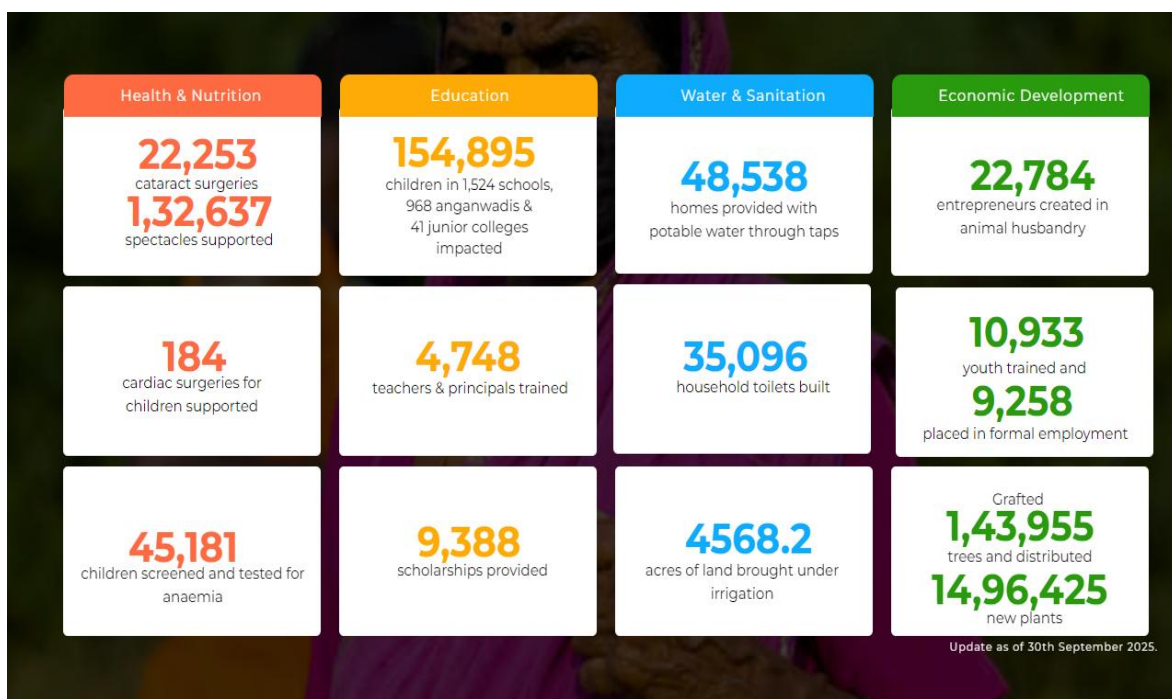 Health & Nutrition
22,253
cataract surgeries
1,32,637
spectacles supported
184
cardiac surgeries for
children supported
45,181
children screened and tested for
anaemia
Education
154,895
children in 1,524 schools,
968 anganwadis &
41 junior colleges
impacted
4,748
teachers & principals trained
9,388
scholarships provided
Water & Sanitation
48,538
homes provided with
potable water through taps
35,096
household toilets built
4568.2
acres of land brought under
irrigation
Economic Development
22,784
entrepreneurs created in
animal husbandry
10,933
youth trained and
9,258
placed in formal employment
Grafted
1,43,955
trees and distributed
14,96,425
new plants
Update as of 30th September 2025.